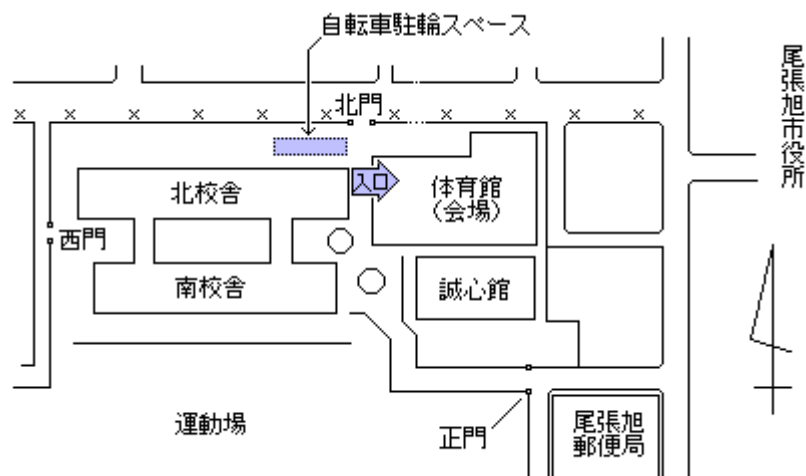 自転車駐輪スペース
尾張旭市役所
北門
入口
体育館
(会場)
北校舎
西門
南校舎
誠心館
運動場
正門
尾張旭
郵便局